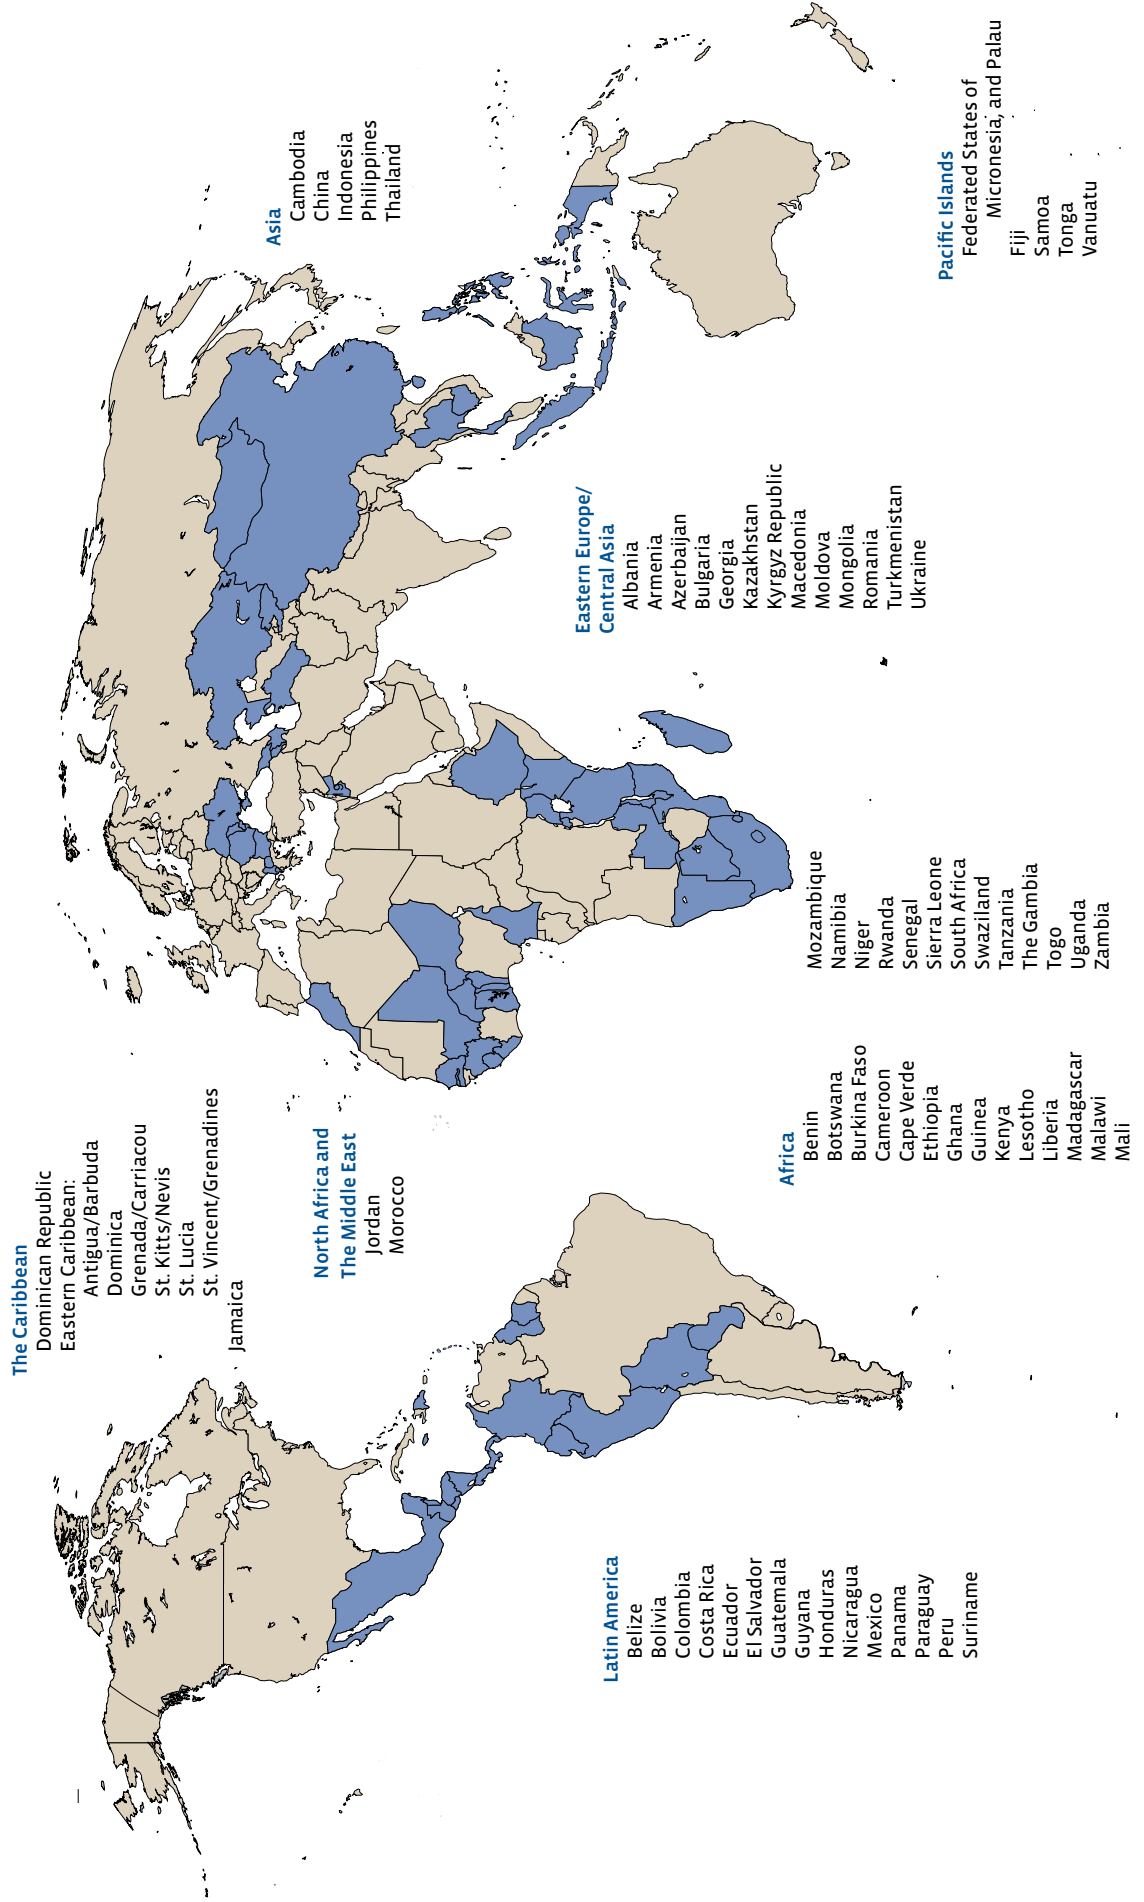 The Caribbean
Dominican Republic
Eastern Caribbean:
Antigua/Barbuda
Dominica
Grenada/Carriacou
St. Kitts/Nevis
St. Lucia
St. Vincent/Grenadines
Jamaica
North Africa and
The Middle East
Jordan
Morocco
Asia
Cambodia
China
Indonesia
Philippines
Thailand
Latin America
Belize
Bolivia
Colombia
Costa Rica
Ecuador
El Salvador
Guatemala
Guyana
Honduras
Nicaragua
Mexico
Panama
Paraguay
Peru
Suriname
Africa
Benin
Botswana
Burkina Faso
Cameroon
Cape Verde
Ethiopia
Ghana
Guinea
Kenya
Lesotho
Liberia
Madagascar
Malawi
Mali
Mozambique
Namibia
Niger
Rwanda
Senegal
Sierra Leone
South Africa
Swaziland
Tanzania
The Gambia
Togo
Uganda
Zambia
Eastern Europe/
Central Asia
Albania
Armenia
Azerbaijan
Bulgaria
Georgia
Kazakhstan
Kyrgyz Republic
Macedonia
Moldova
Mongolia
Romania
Turkmenistan
Ukraine
Pacific Islands
Federated States of
Micronesia, and Palau
Fiji
Samoa
Tonga
Vanuatu